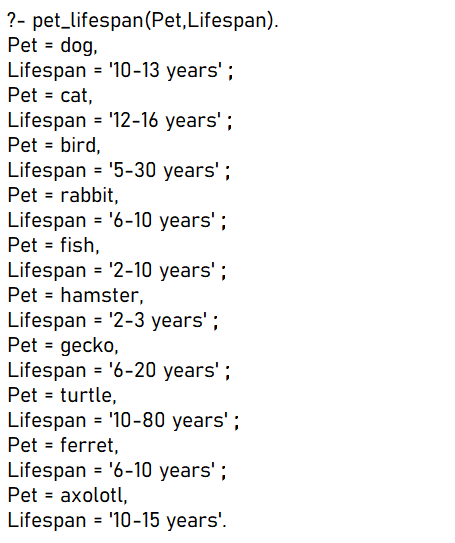 ?- pet_lifespan(Pet,Lifespan).
Pet = dog,
Lifespan = '10-13 years' ;
Pet = cat,
Lifespan = '12-16 years' ;
Pet = bird,
Lifespan = '5-30 years' ;
Pet = rabbit,
Lifespan = '6-10 years' ;
Pet = fish,
Lifespan = '2-10 years' ;
Pet = hamster,
Lifespan = '2-3 years' ;
Pet = gecko,
Lifespan = '6-20 years' ;
Pet = turtle,
Lifespan = '10-80 years' ;
Pet = ferret,
Lifespan = '6-10 years' ;
Pet = axolotl,
Lifespan = '10-15 years'.